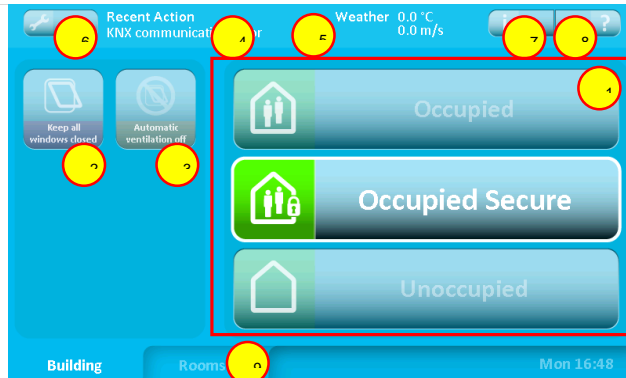 Recent Action
KNX communicati or
Weather 0.0 °C
0.0 m/s
i
?
Keep all
windows closed
Automatic
ventilation off
Occupied
Occupied Secure
Unoccupied
Building
Rooms
Mon 16:48